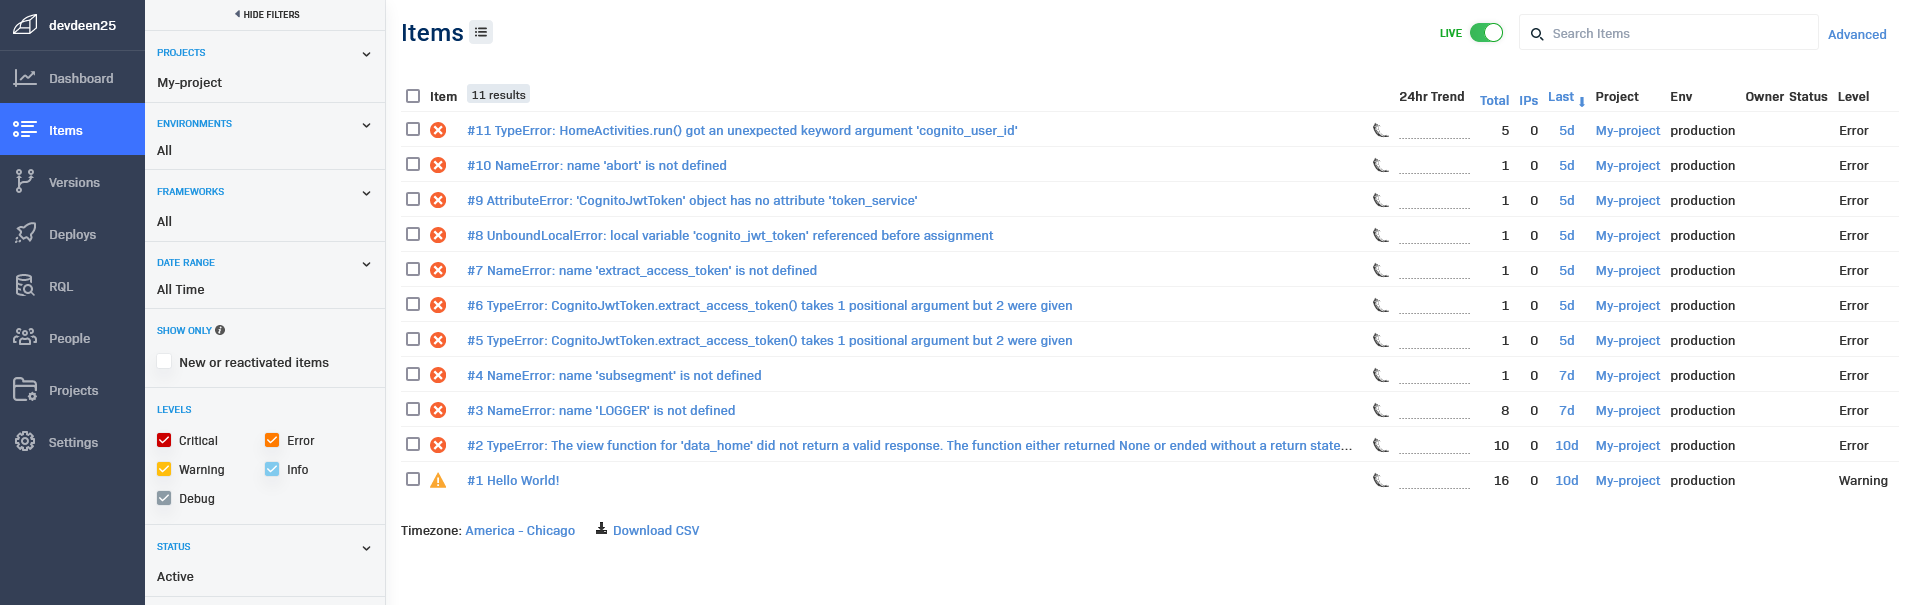 devdeen25
Dashboard
Items
Versions
Deploys
RQL
People
Projects
Settings
HIDE FILTERS
PROJECTS
My-project
ENVIRONMENTS
All
FRAMEWORKS
All
DATE RANGE
All Time
SHOW ONLY
New or reactivated items
LEVELS
Critical Error
Warning Info
Debug
STATUS
Active
Items
LIVE Search Items Advanced
Item 11 results 24hr Trend Total IPs Last Project Env Owner Status Level
#11 TypeError: HomeActivities.run() got an unexpected keyword argument 'cognito_user_id' 5 0 5d My-project production Error
#10 NameError: name 'abort' is not defined 1 0 5d My-project production Error
#9 AttributeError: 'CognitoJwtToken' object has no attribute 'token_service' 1 0 5d My-project production Error
#8 UnboundLocalError: local variable 'cognito_jwt_token' referenced before assignment 1 0 5d My-project production Error
#7 NameError: name 'extract_access_token' is not defined 1 0 5d My-project production Error
#6 TypeError: CognitoJwtToken.extract_access_token() takes 1 positional argument but 2 were given 1 0 5d My-project production Error
#5 TypeError: CognitoJwtToken.extract_access_token() takes 1 positional argument but 2 were given 1 0 5d My-project production Error
#4 NameError: name 'subsegment' is not defined 1 0 7d My-project production Error
#3 NameError: name 'LOGGER' is not defined 8 0 7d My-project production Error
#2 TypeError: The view function for 'data_home' did not return a valid response. The function either returned None or ended without a return state... 10 0 10d My-project production Error
#1 Hello World! 16 0 10d My-project production Warning
Timezone: America - Chicago Download CSV